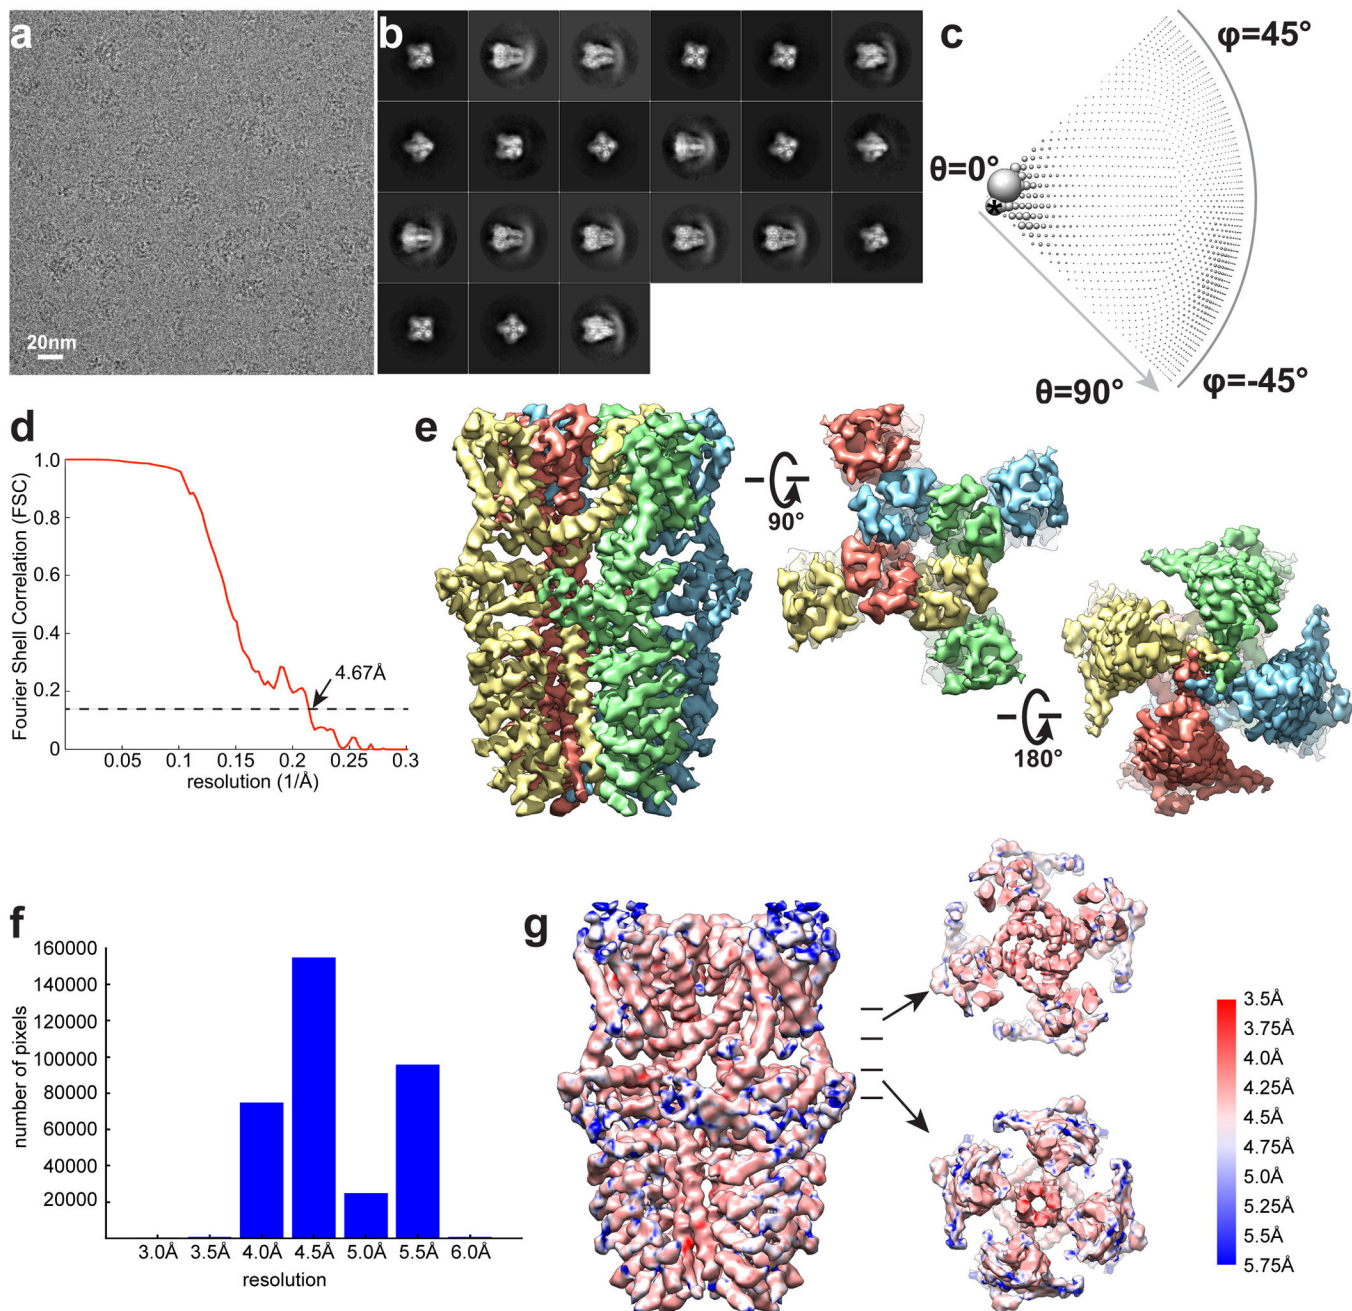 a
20nm
b
c
φ=45°
θ=0°
*
θ=90°
φ=-45°
d
Fourier Shell Correlation (FSC)
1.0
0.8
0.6
0.4
0.2
0
4.67Å
0.05
0.1
0.15
0.2
0.25
0.3
resolution (1/Å)
e
90°
180°
f
number of pixels
160000
140000
120000
100000
80000
60000
40000
20000
3.0Å 3.5Å 4.0Å 4.5Å 5.0Å 5.5Å 6.0Å
resolution
g
3.5Å
3.75Å
4.0Å
4.25Å
4.5Å
4.75Å
5.0Å
5.25Å
5.5Å
5.75Å